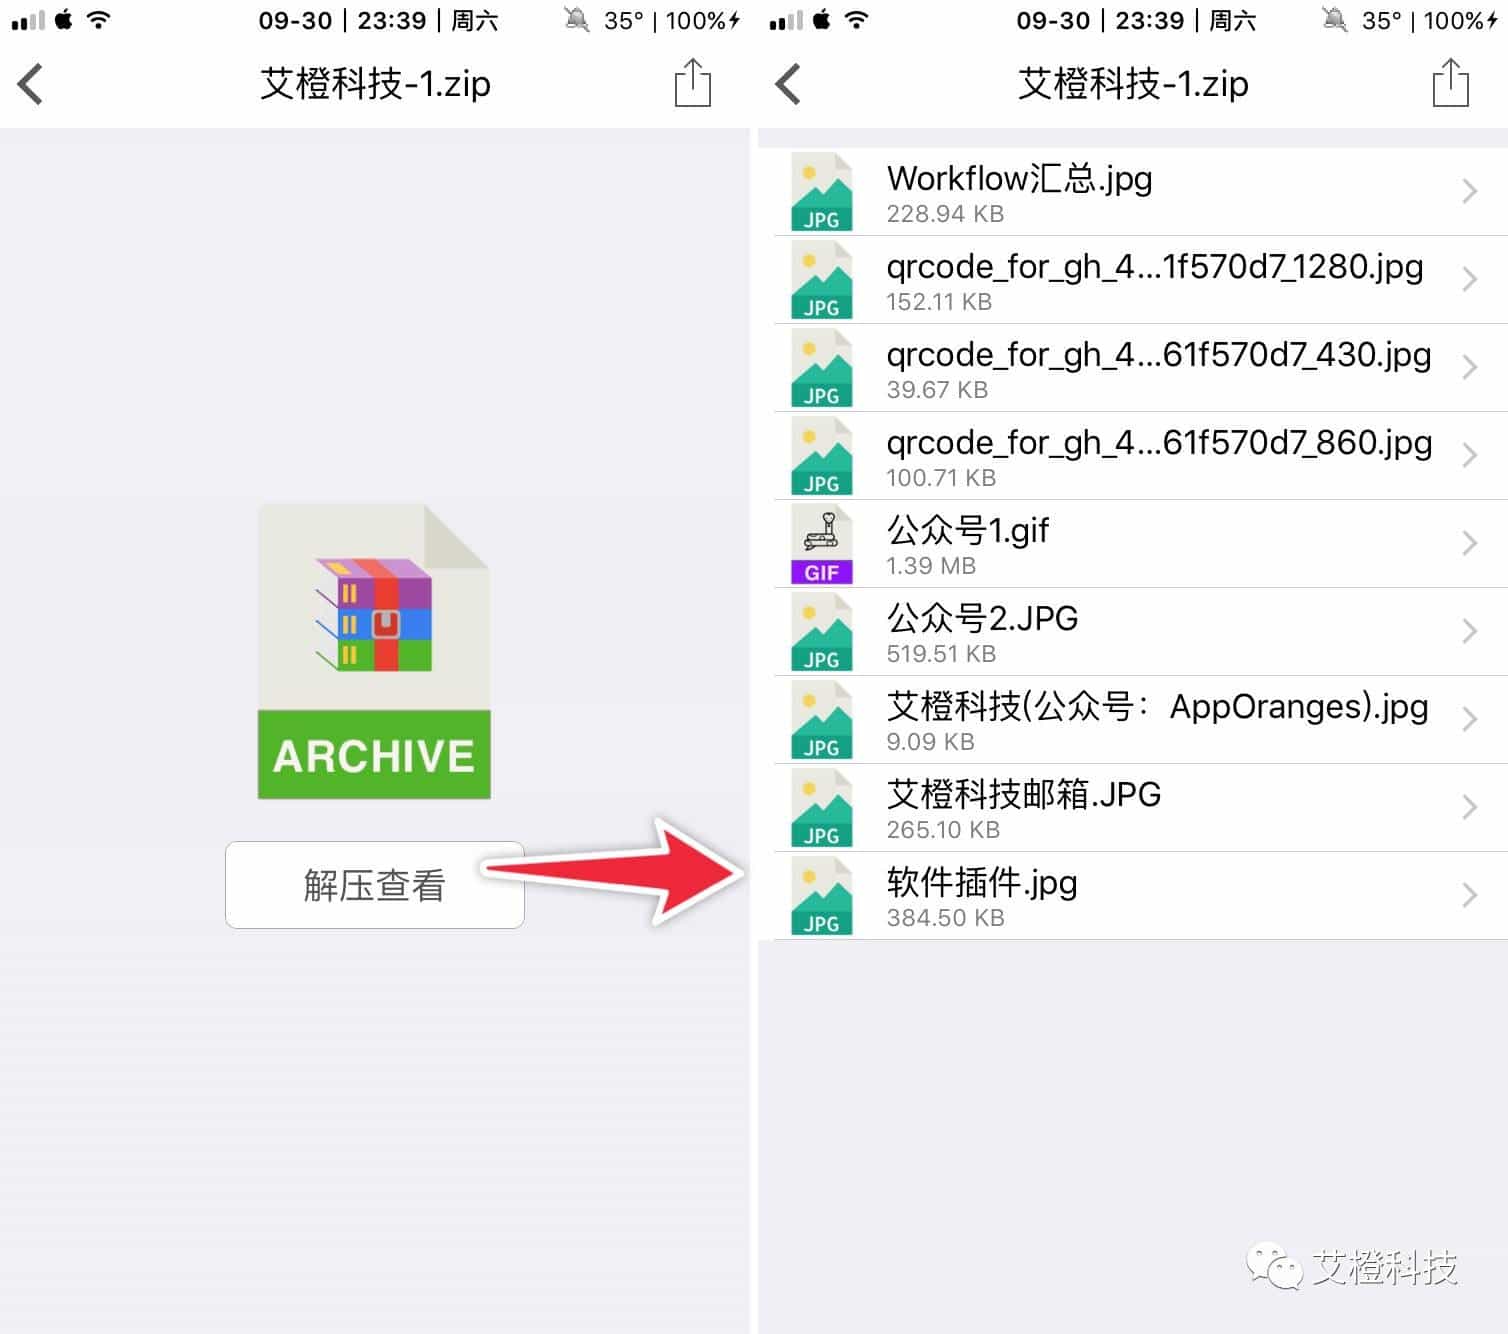 09-30 | 23:39 | 周六
35° | 100%
艾橙科技-1.zip
ARCHIVE
解压查看
09-30 | 23:39 | 周六
35° | 100%
艾橙科技-1.zip
Workflow汇总.jpg
JPG
228.94 KB
qrcode_for_gh_4...1f570d7_1280.jpg
JPG
152.11 KB
qrcode_for_gh_4...61f570d7_430.jpg
JPG
39.67 KB
qrcode_for_gh_4...61f570d7_860.jpg
JPG
100.71 KB
公众号1.gif
GIF
1.39 MB
公众号2.JPG
JPG
519.51 KB
艾橙科技(公众号：AppOranges).jpg
JPG
9.09 KB
艾橙科技邮箱.JPG
JPG
265.10 KB
软件插件.jpg
JPG
384.50 KB
艾橙科技